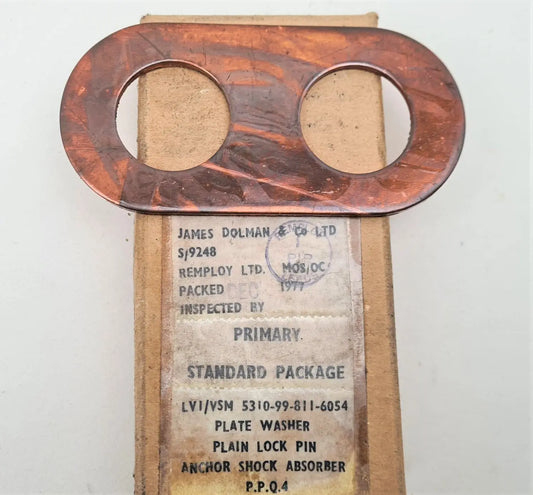 JAMES DOLMAN & Co LTD
S/9248
REMPLOY LTD. MOS/OC
PACKED DEC 1977
INSPECTED BY
PRIMARY
STANDARD PACKAGE
LV1/VSM 5310-99-811-6054
PLATE WASHER
PLAIN LOCK PIN
ANCHOR SHOCK ABSORBER
P.P.Q.4